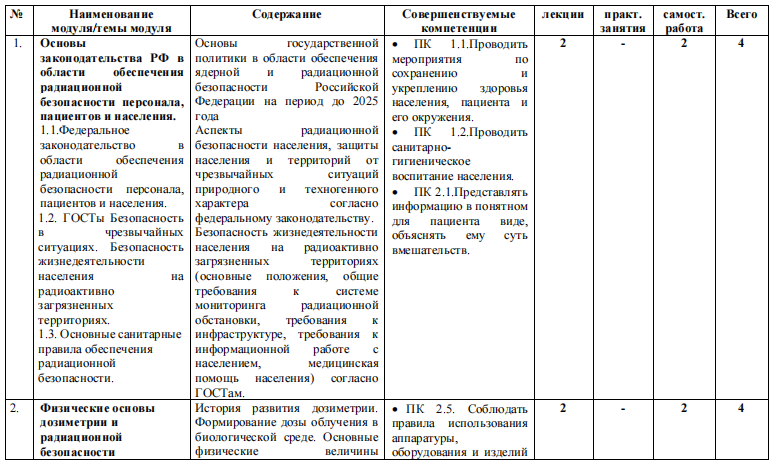 №
Наименование
модуля/темы модуля
Содержание
Совершенствуемые
компетенции
лекции
практ.
занятия
самост.
работа
Всего
1.
Основы
законодательства РФ в
области обеспечения
радиационной
безопасности персонала,
пациентов и населения.
1.1.Федеральное
законодательство в
области обеспечения
радиационной
безопасности персонала,
пациентов и населения.
1.2. ГОСТы Безопасность
в чрезвычайных
ситуациях. Безопасность
жизнедеятельности
населения на
радиоактивно
загрязненных
территориях.
1.3. Основные санитарные
правила обеспечения
радиационной
безопасности.
Основы государственной
политики в области обеспечения
ядерной и радиационной
безопасности Российской
Федерации на период до 2025
года
Аспекты радиационной
безопасности населения, защиты
населения и территорий от
чрезвычайных ситуаций
природного и техногенного
характера согласно
федеральному законодательству.
Безопасность жизнедеятельности
населения на радиоактивно
загрязненных территориях
(основные положения, общие
требования к системе
мониторинга радиационной
обстановки, требования к
инфраструктуре, требования к
информационной работе с
населением, медицинская
помощь населения) согласно
ГОСТам.
• ПК 1.1.Проводить
мероприятия по
сохранению и
укреплению здоровья
населения, пациента и
его окружения.
• ПК 1.2.Проводить
санитарно-
гигиеническое
воспитание населения.
• ПК 2.1.Представлять
информацию в понятном
для пациента виде,
объяснять ему суть
вмешательств.
2
-
2
4
2.
Физические основы
дозиметрии и
радиационной
безопасности
История развития дозиметрии.
Формирование дозы облучения в
биологической среде. Основные
физические величины
• ПК 2.5. Соблюдать
правила использования
аппаратуры,
оборудования и изделий
2
-
2
4